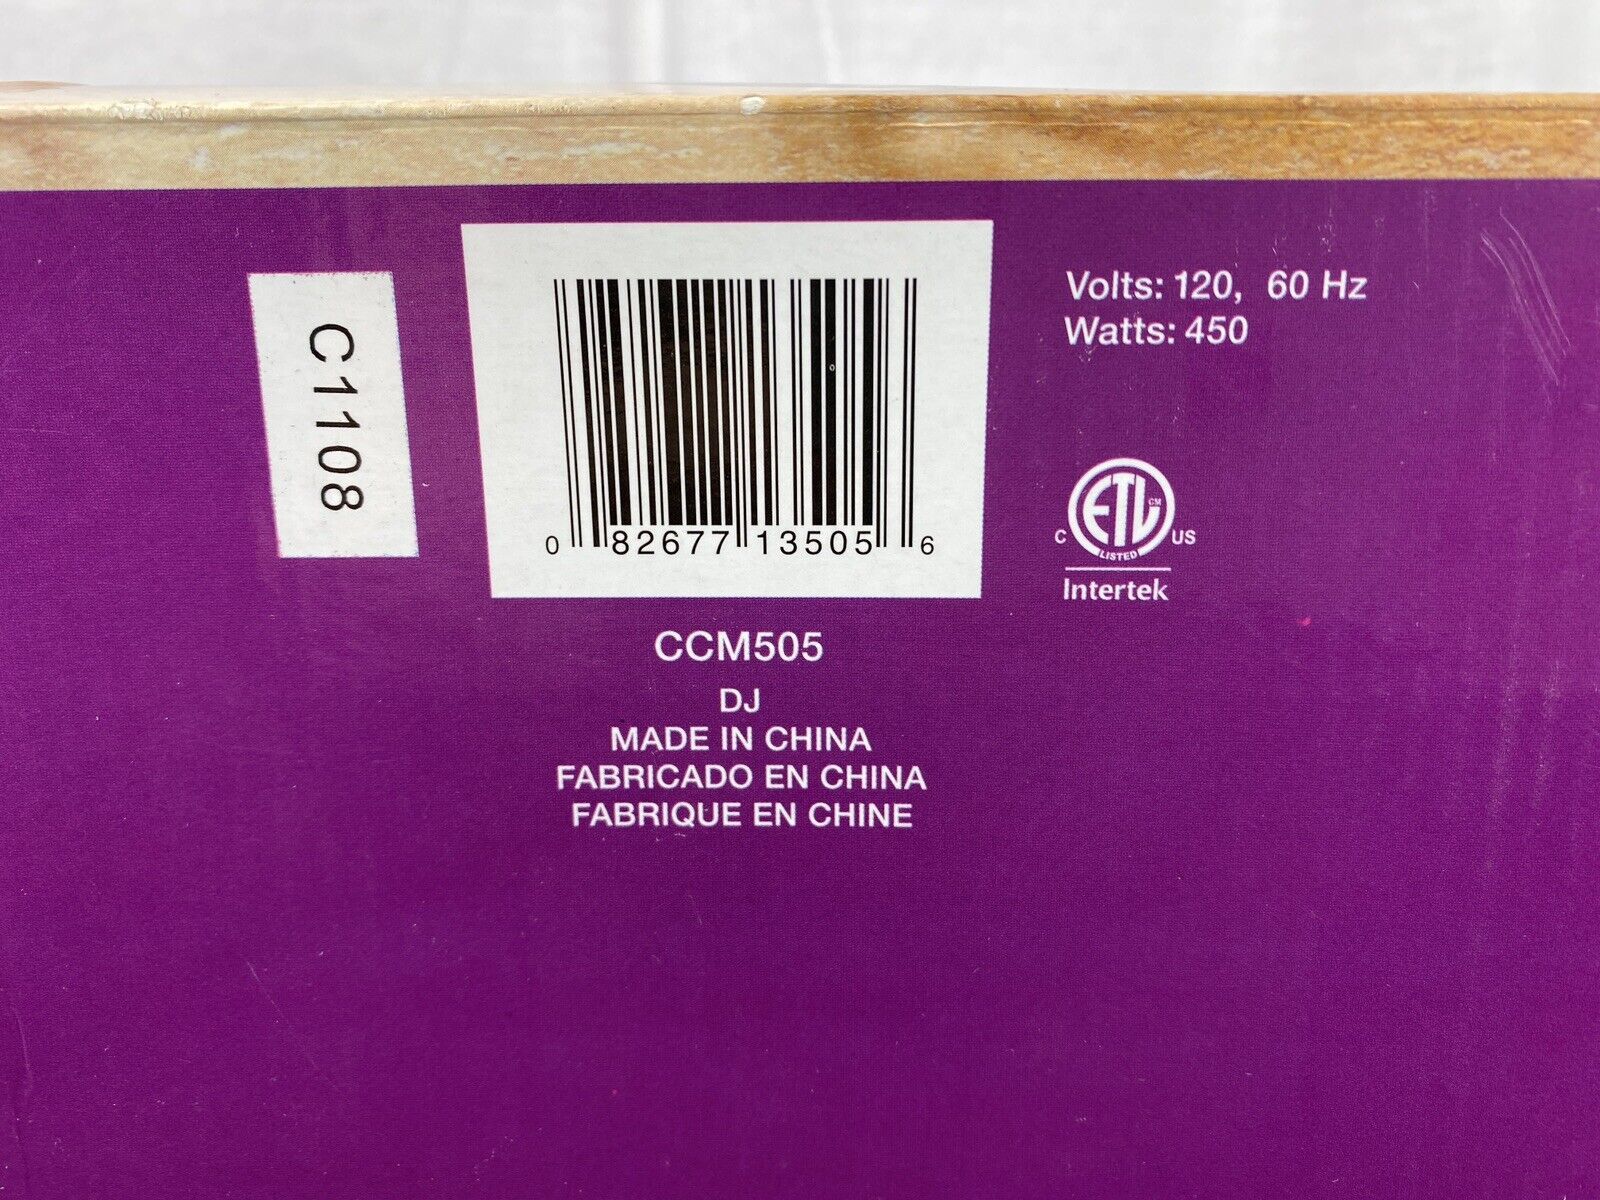 C1108
0 82677 13505 6
Volts: 120, 60 Hz
Watts: 450
ETL CM
LISTED
C US
Intertek
CCM505
DJ
MADE IN CHINA
FABRICADO EN CHINA
FABRIQUE EN CHINE